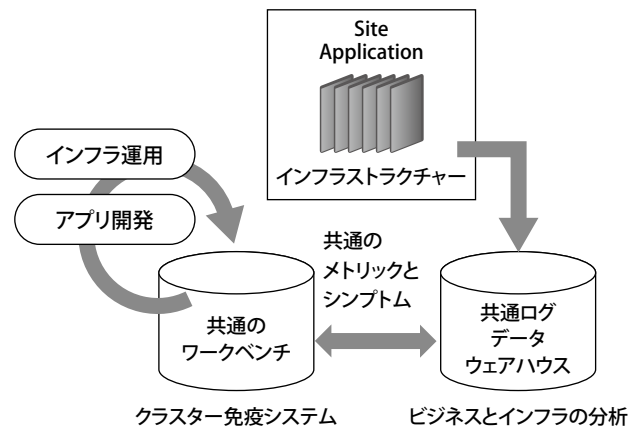 Site
Application
インフラストラクチャー
インフラ運用
アプリ開発
共通の
メトリックと
シンプトム
共通の
ワークベンチ
共通ログ
データ
ウェアハウス
クラスター免疫システム
ビジネスとインフラの分析